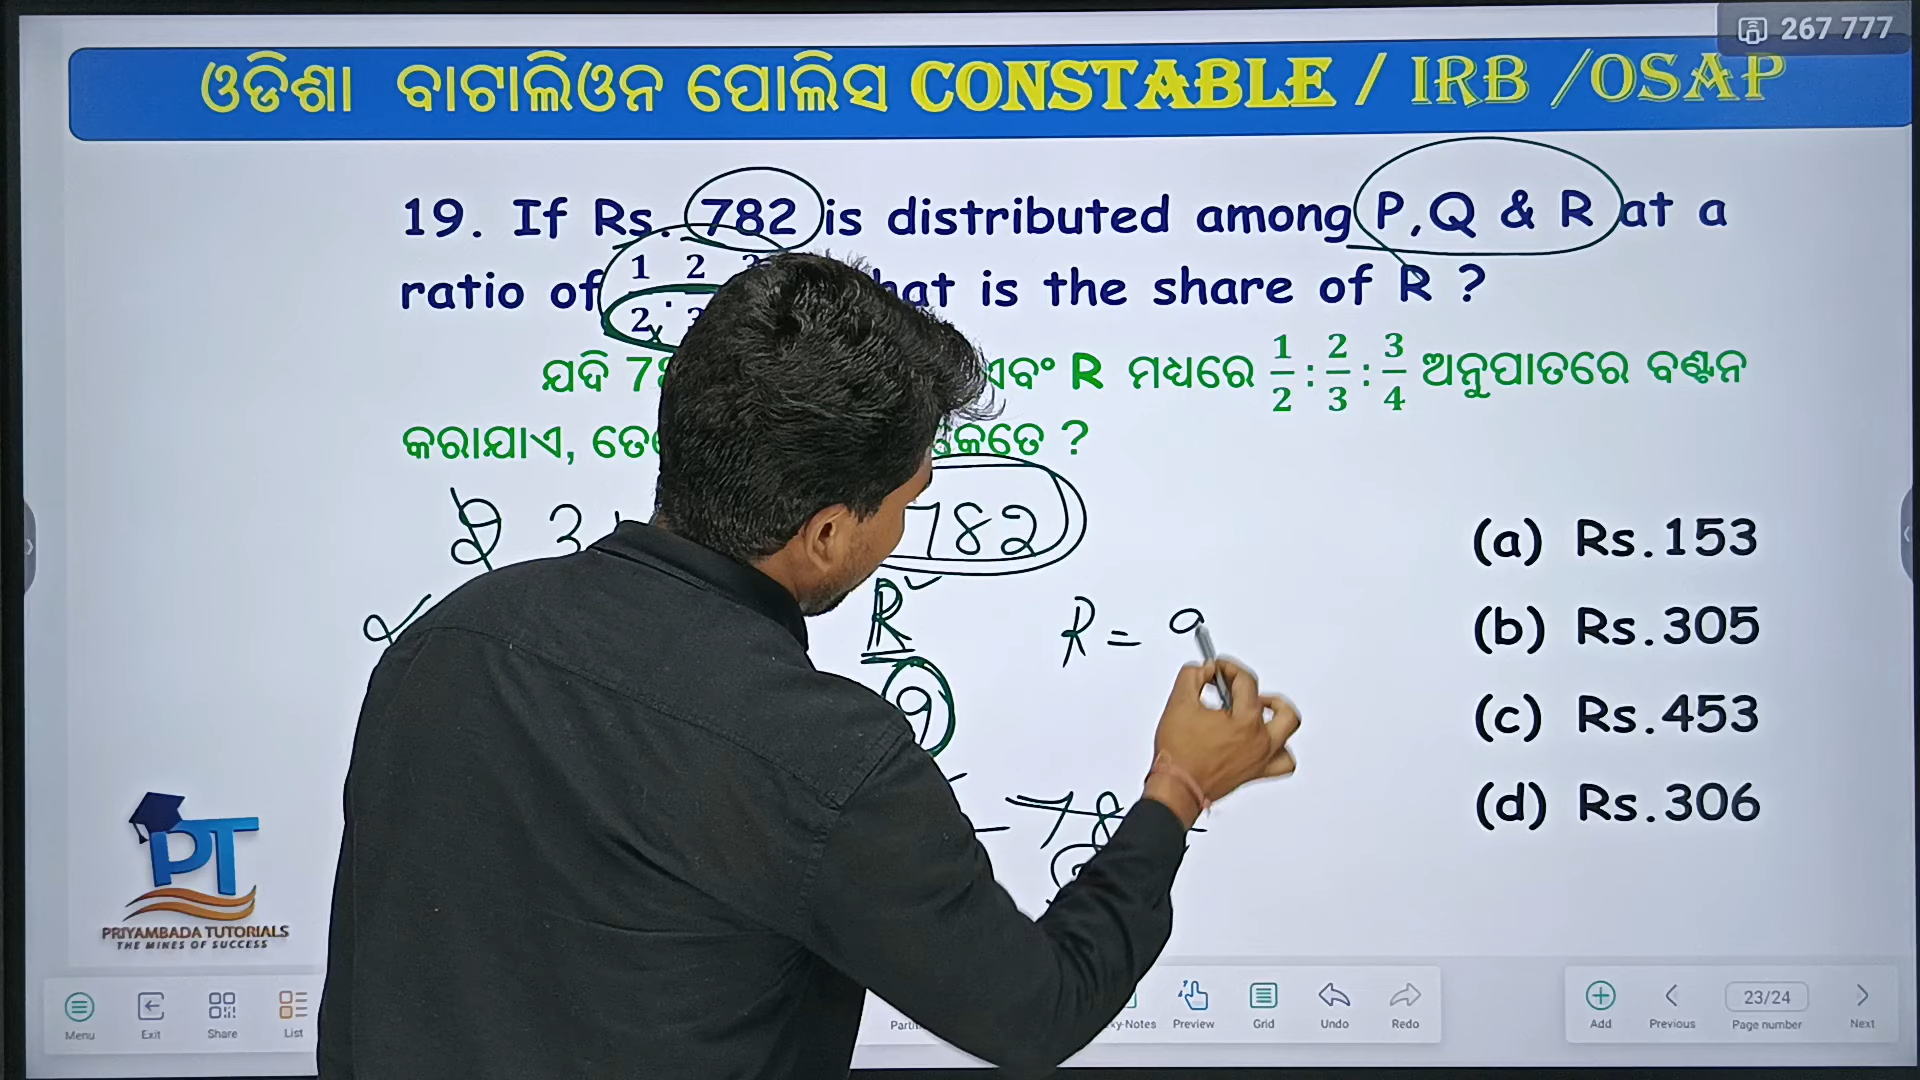 267 777
ଓଡିଶା ବାଟାଲିଓନ ପୋଲିସ CONSTABLE / IRB /OSAP
19. If Rs. 782 is distributed among P,Q & R at a
ratio of 1/2 : 2 is the share of R ?
ଯଦି ଏବଂ R ମଧ୍ୟରେ 1/2 : 2/3 : 3/4 ଅନୁପାତରେ ବଣ୍ଟନ
କରାଯାଏ, ?
3 782
(a) Rs.153
R R = 9
(b) Rs.305
9
(c) Rs.453
78
(d) Rs.306
PT
PRIYAMBADA TUTORIALS
THE MINES OF SUCCESS
Menu Exit Share List Preview Grid Undo Redo Add Previous 23/24 Page number Next